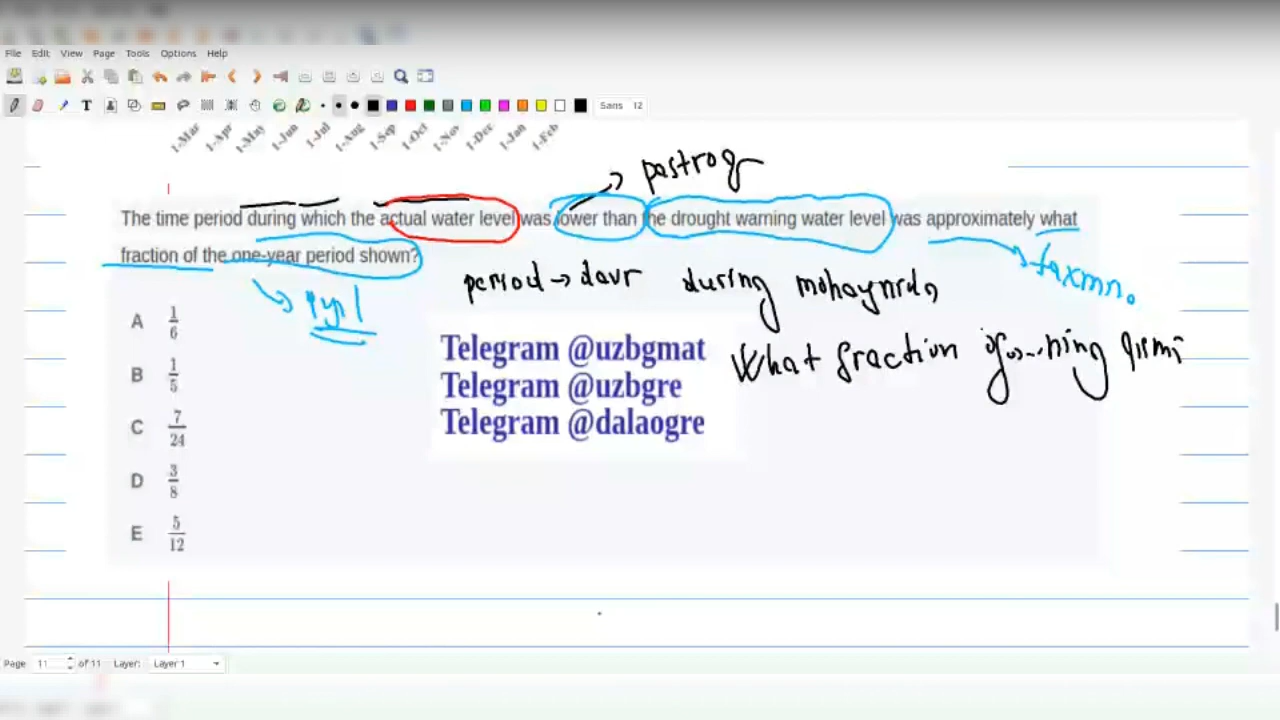 File Edit View Page Tools Options Help
Sans 12
1-Mar 1-Apr 1-May 1-Jun 1-Jul 1-Aug 1-Sep 1-Oct 1-Nov 1-Dec 1-Jan 1-Feb
pastroq
The time period during which the actual water level was lower than the drought warning water level was approximately what
fraction of the one-year period shown?
period → davr during mobaynida
taxmn.
A 1/6
Telegram @uzbgmat
What fraction of ... ning qismi
B 1/5
Telegram @uzbgre
C 7/24
Telegram @dalaogre
D 3/8
E 5/12
Page 11 of 11 Layer: Layer 1